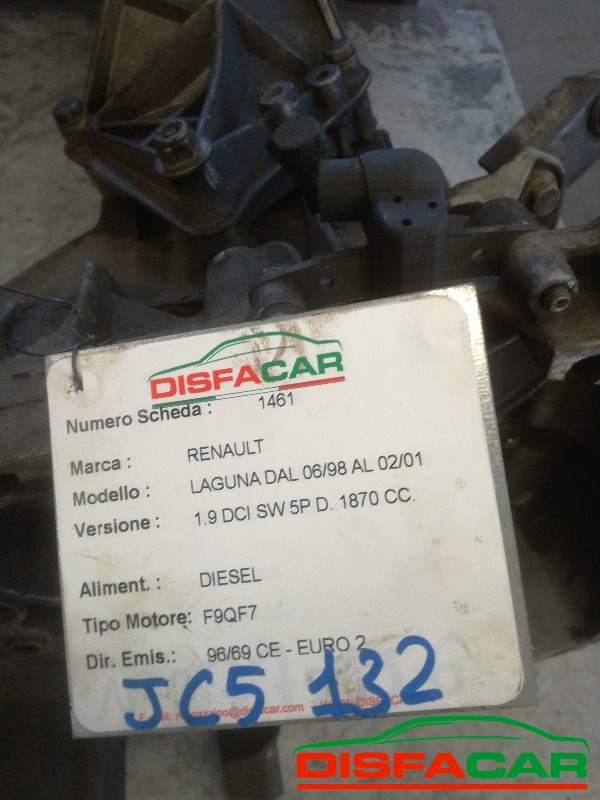 DISFACAR
Numero Scheda : 1461
Marca : RENAULT
Modello : LAGUNA DAL 06/98 AL 02/01
Versione : 1.9 DCI SW 5P D. 1870 CC.
Aliment. : DIESEL
Tipo Motore: F9QF7
Dir. Emis.: 96/69 CE - EURO 2
JC5 132
DISFACAR